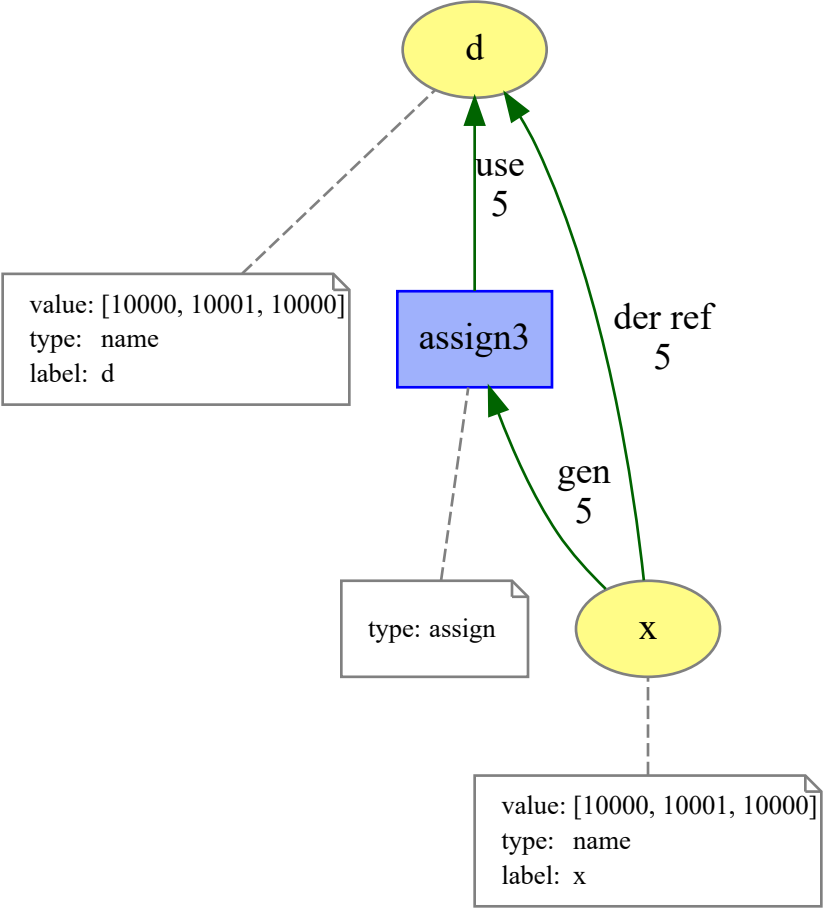 d
use
5
value: [10000, 10001, 10000]
type: name
label: d
assign3
der ref
5
gen
5
type: assign
x
value: [10000, 10001, 10000]
type: name
label: x